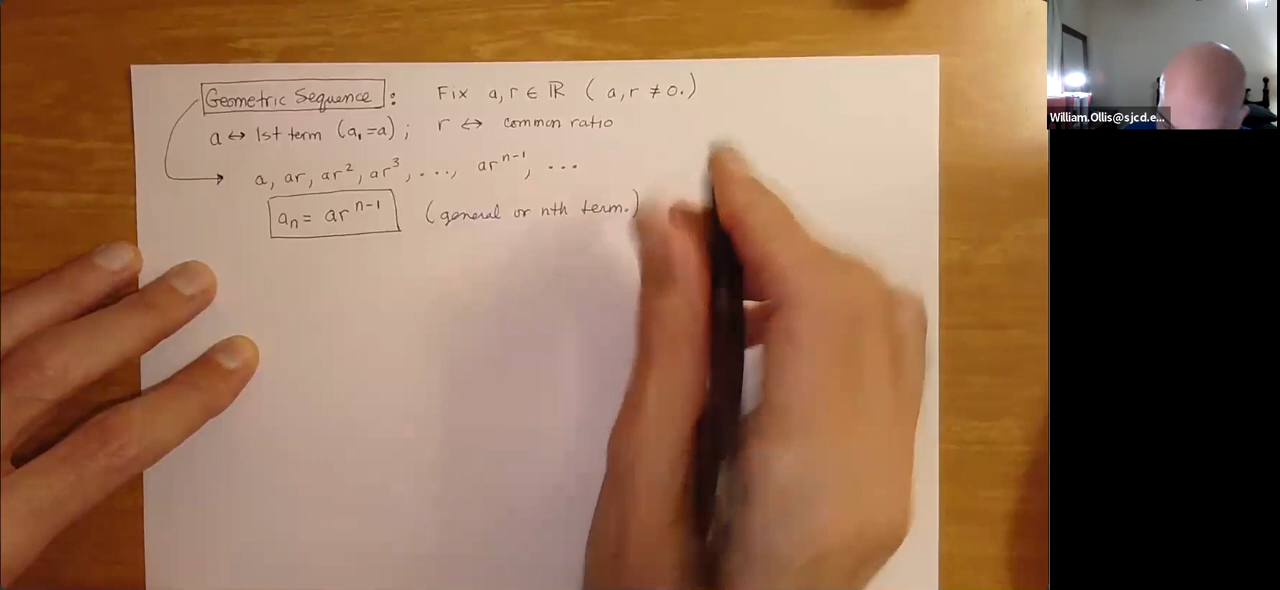 Geometric Sequence : Fix a, r ∈ ℝ ( a, r ≠ 0. )
a ↔ 1st term (a₁ = a) ; r ↔ common ratio
a, ar, ar², ar³, ..., arⁿ⁻¹, ...
aₙ = arⁿ⁻¹ (general or nth term.)
William.Ollis@sjcd.e...